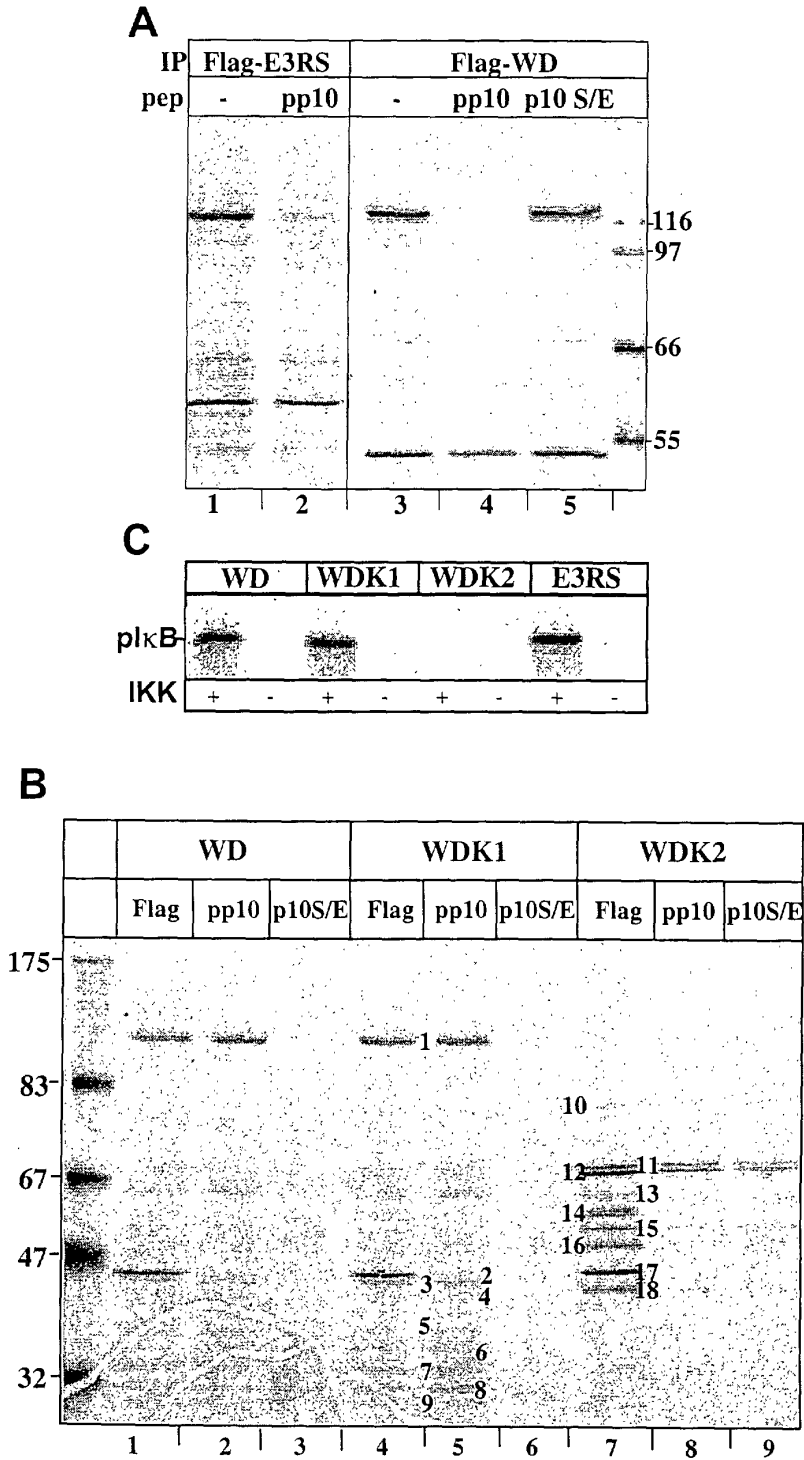 A
IP Flag-E3RS Flag-WD
pep - pp10 - pp10 p10 S/E
116
97
66
55
1 2 3 4 5
C
WD WDK1 WDK2 E3RS
pIκB
IKK + - + - + - + -
B
WD WDK1 WDK2
Flag pp10 p10S/E Flag pp10 p10S/E Flag pp10 p10S/E
175
1
83
10
67 12 11
13
14
15
47 16
3 2 17
4 18
5
6
32 7
8
9
1 2 3 4 5 6 7 8 9